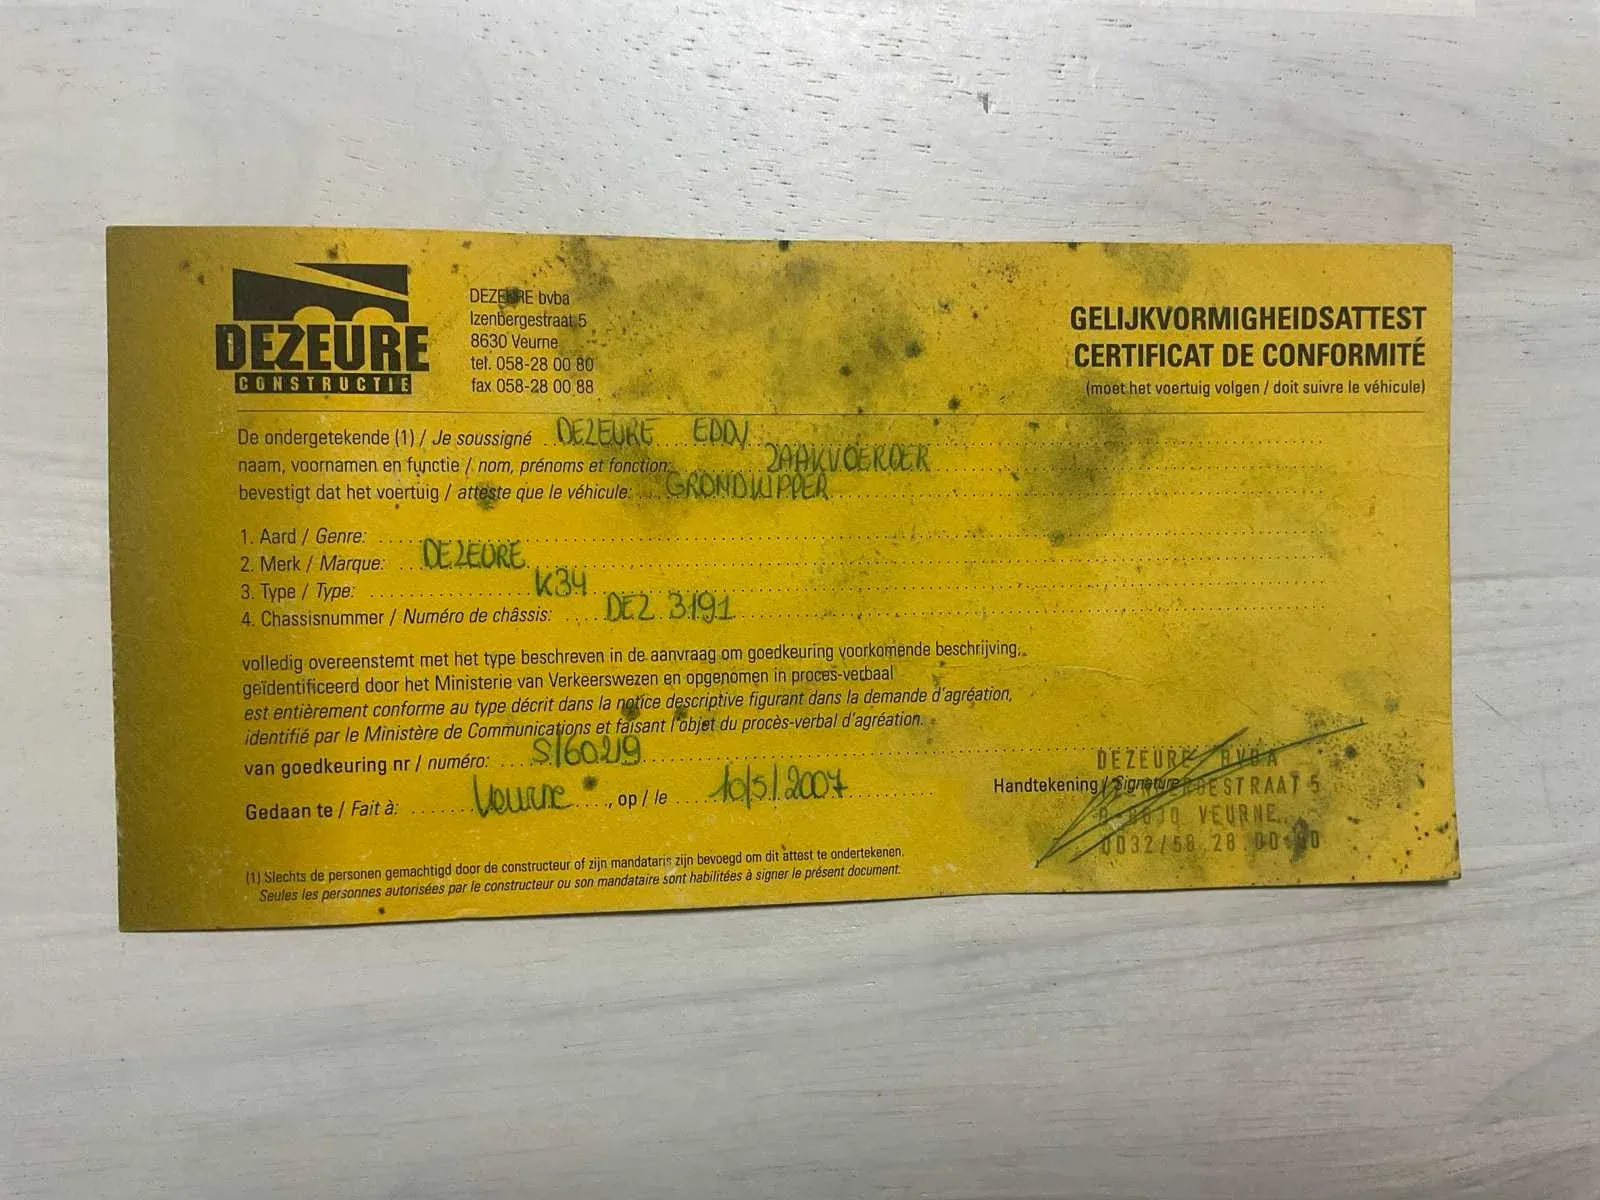 DEZEURE
CONSTRUCTIE
DEZEURE bvba
Izenbergestraat 5
8630 Veurne
tel. 058-28 00 80
fax 058-28 00 88
GELIJKVORMIGHEIDSATTEST
CERTIFICAT DE CONFORMITÉ
(moet het voertuig volgen / doit suivre le véhicule)
De ondergetekende (1) / Je soussigné DEZEURE EDDY
naam, voornamen en functie / nom, prénoms et fonction: ZAAKVOERDER
bevestigt dat het voertuig / atteste que le véhicule: GRONDKIPPER
1. Aard / Genre:
2. Merk / Marque: DEZEURE
3. Type / Type: K34
4. Chassisnummer / Numéro de châssis: DEZ 3191
volledig overeenstemt met het type beschreven in de aanvraag om goedkeuring voorkomende beschrijving,
geïdentificeerd door het Ministerie van Verkeerswezen en opgenomen in proces-verbaal
est entièrement conforme au type décrit dans la notice descriptive figurant dans la demande d'agréation,
identifié par le Ministère de Communications et faisant l'objet du procès-verbal d'agréation.
van goedkeuring nr / numéro:
Gedaan te / Fait à: Veurne, op / le 10/5/2007
Handtekening / Signature
DEZEURE BVBA
5
VEURNE
0032/58 28.00.80
(1) Slechts de personen gemachtigd door de constructeur of zijn mandataris zijn bevoegd om dit attest te ondertekenen.
Seules les personnes autorisées par le constructeur ou son mandataire sont habilitées à signer le présent document.